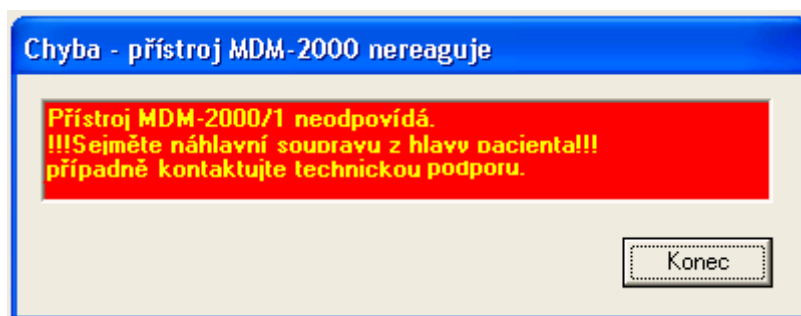 Chyba - přístroj MDM-2000 nereaguje
Přístroj MDM-2000/1 neodpovídá.
!!!Sejměte náhlavní soupravu z hlavy pacienta!!!
případně kontaktujte technickou podporu.
Konec